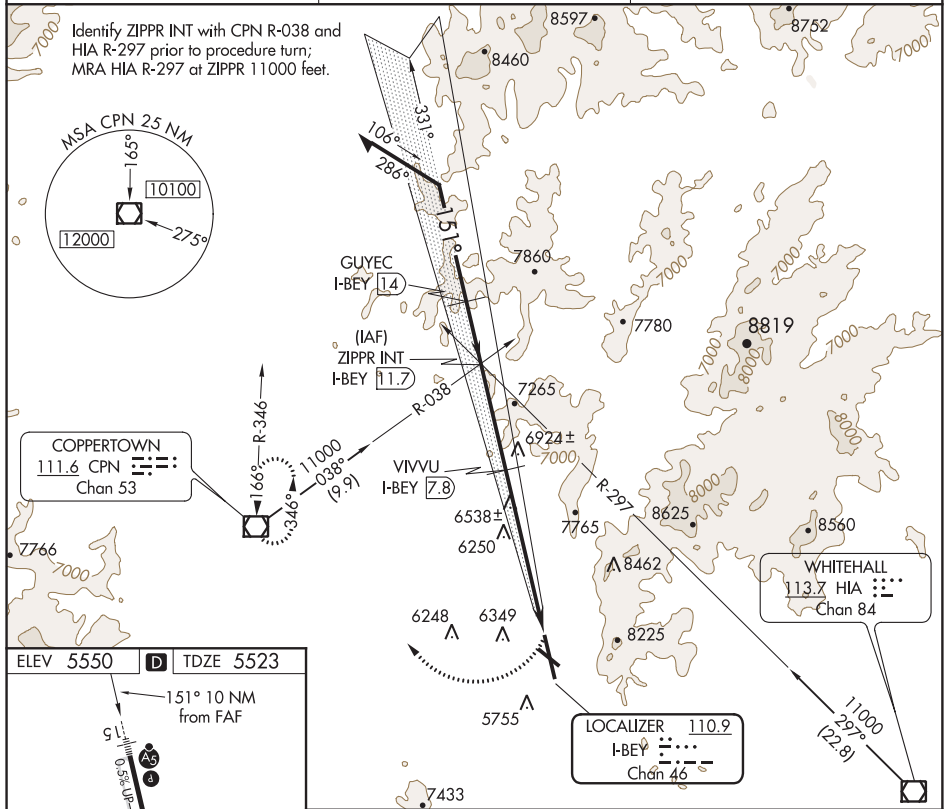 Identify ZIPPR INT with CPN R-038 and
HIA R-297 prior to procedure turn;
MRA HIA R-297 at ZIPPR 11000 feet.
7000
8597
8752
8460
7000
MSA CPN 25 NM
165°
10100
12000
275°
331°
106°
286°
151°
GUYEC
I-BEY 14
7860
7000
7000
(IAF)
ZIPPR INT
I-BEY 11.7
7780
8819
7000
8000
7265
R-038
R-346
6924±
7000
8000
COPPERTOWN
111.6 CPN
Chan 53
11000
038°
(9.9)
166°
346°
VIVVU
I-BEY 7.8
R-297
8000
6538±
6250
7765
8625
8560
7766
7000
8462
WHITEHALL
113.7 HIA
Chan 84
7000
6248
6349
8225
ELEV 5550
D
TDZE 5523
151° 10 NM
from FAF
15
A5
0.5% UP
5755
LOCALIZER 110.9
I-BEY
Chan 46
11000
297°
(22.8)
7433